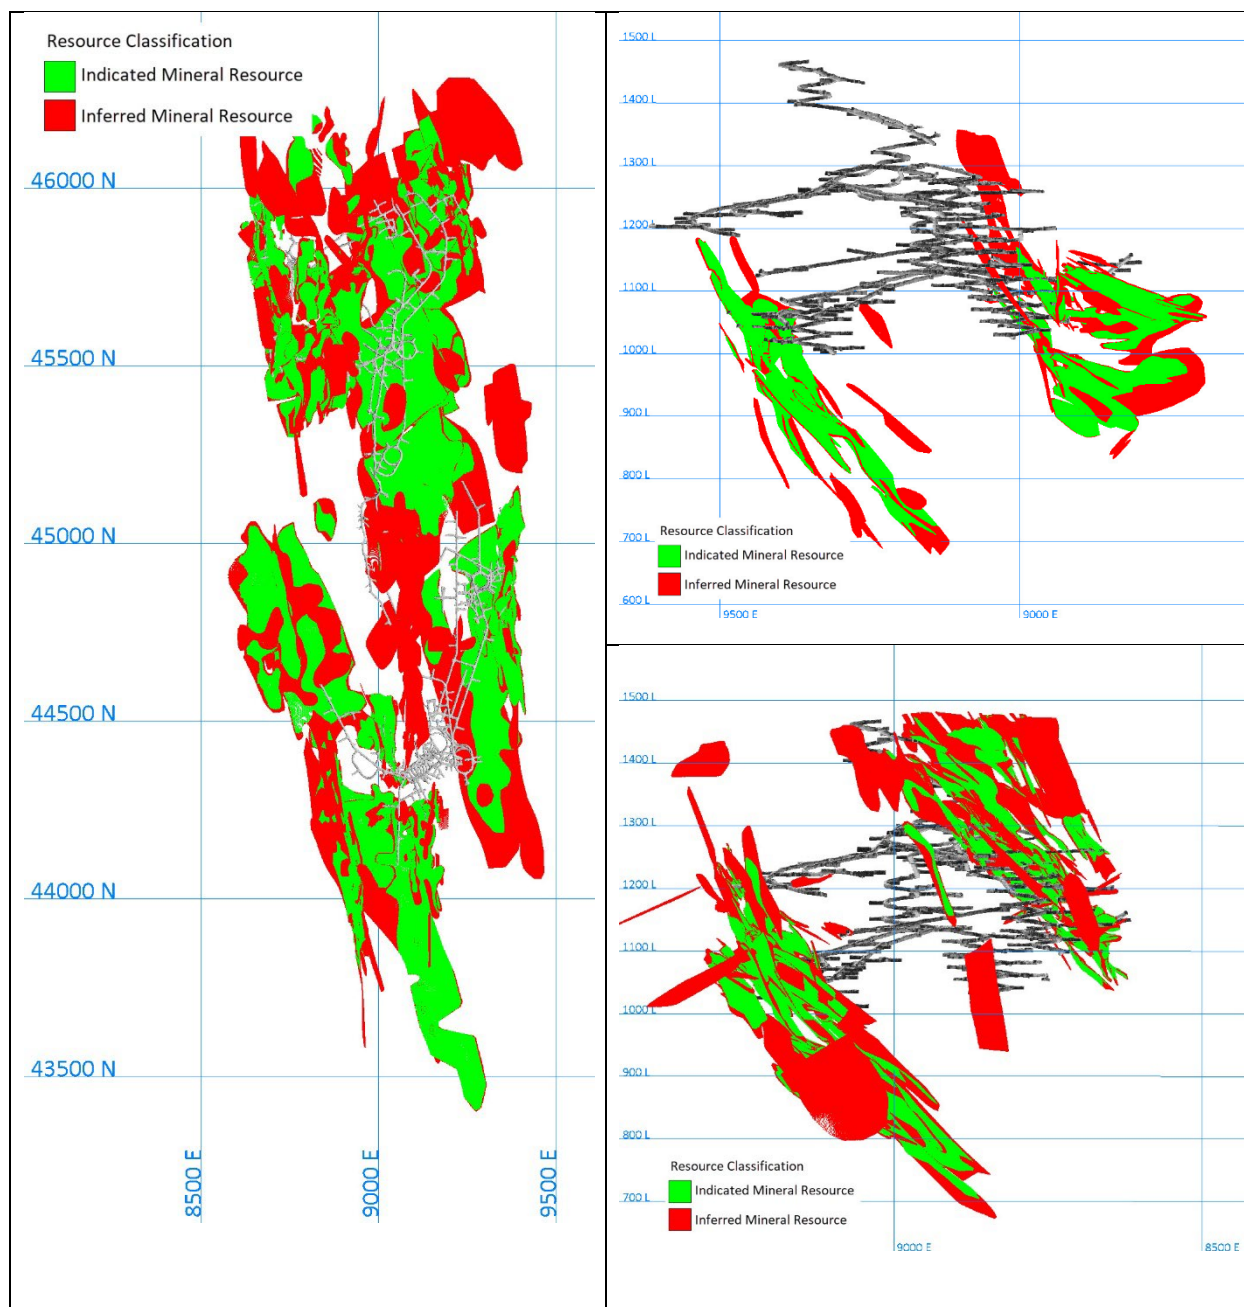 Resource Classification
Indicated Mineral Resource
Inferred Mineral Resource
46000 N
45500 N
45000 N
44500 N
44000 N
43500 N
8500 E
9000 E
9500 E
1500 L
1400 L
1300 L
1200 L
1100 L
1000 L
900 L
800 L
700 L
600 L
Resource Classification
Indicated Mineral Resource
Inferred Mineral Resource
9500 E
9000 E
1500 L
1400 L
1300 L
1200 L
1100 L
1000 L
900 L
800 L
700 L
Resource Classification
Indicated Mineral Resource
Inferred Mineral Resource
9000 E
8500 E